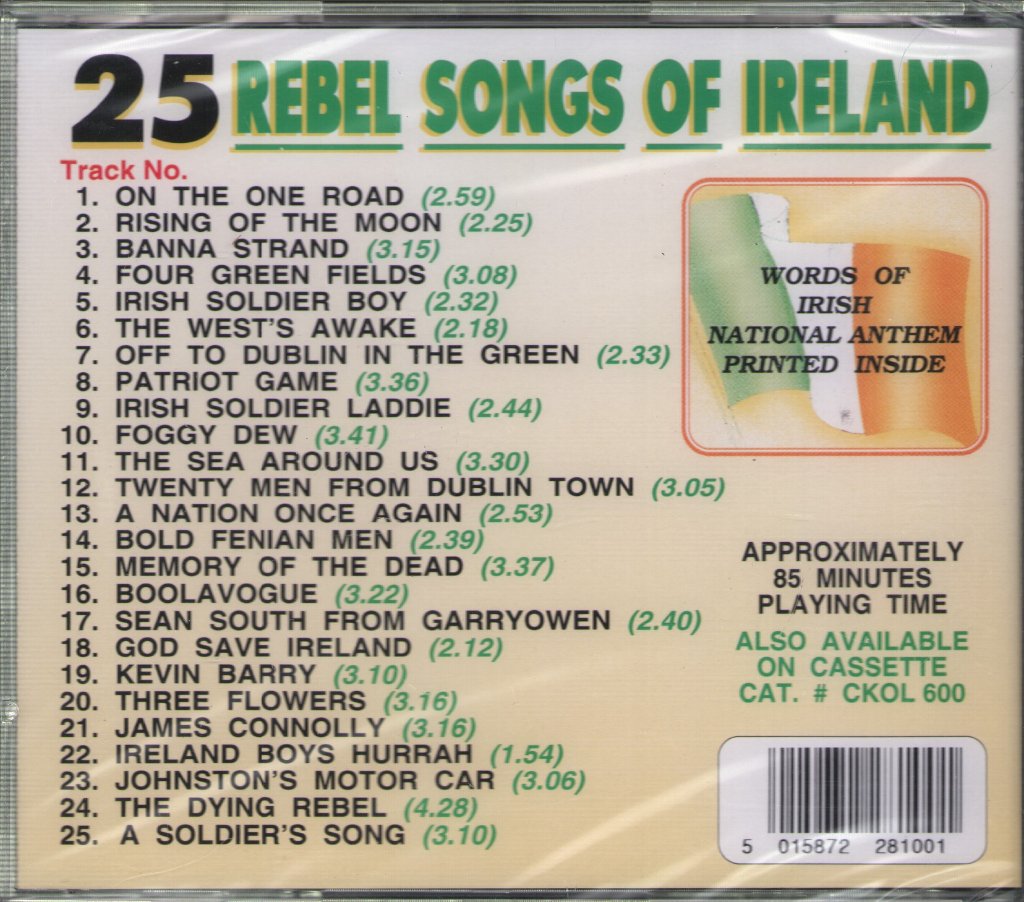 25 REBEL SONGS OF IRELAND
Track No.
1. ON THE ONE ROAD (2.59)
2. RISING OF THE MOON (2.25)
3. BANNA STRAND (3.15)
4. FOUR GREEN FIELDS (3.08)
5. IRISH SOLDIER BOY (2.32)
6. THE WEST'S AWAKE (2.18)
7. OFF TO DUBLIN IN THE GREEN (2.33)
8. PATRIOT GAME (3.36)
9. IRISH SOLDIER LADDIE (2.44)
10. FOGGY DEW (3.41)
11. THE SEA AROUND US (3.30)
12. TWENTY MEN FROM DUBLIN TOWN (3.05)
13. A NATION ONCE AGAIN (2.53)
14. BOLD FENIAN MEN (2.39)
15. MEMORY OF THE DEAD (3.37)
16. BOOLAVOGUE (3.22)
17. SEAN SOUTH FROM GARRYOWEN (2.40)
18. GOD SAVE IRELAND (2.12)
19. KEVIN BARRY (3.10)
20. THREE FLOWERS (3.16)
21. JAMES CONNOLLY (3.16)
22. IRELAND BOYS HURRAH (1.54)
23. JOHNSTON'S MOTOR CAR (3.06)
24. THE DYING REBEL (4.28)
25. A SOLDIER'S SONG (3.10)
WORDS OF
IRISH
NATIONAL ANTHEM
PRINTED INSIDE
APPROXIMATELY
85 MINUTES
PLAYING TIME
ALSO AVAILABLE
ON CASSETTE
CAT. # CKOL 600
5 015872 281001